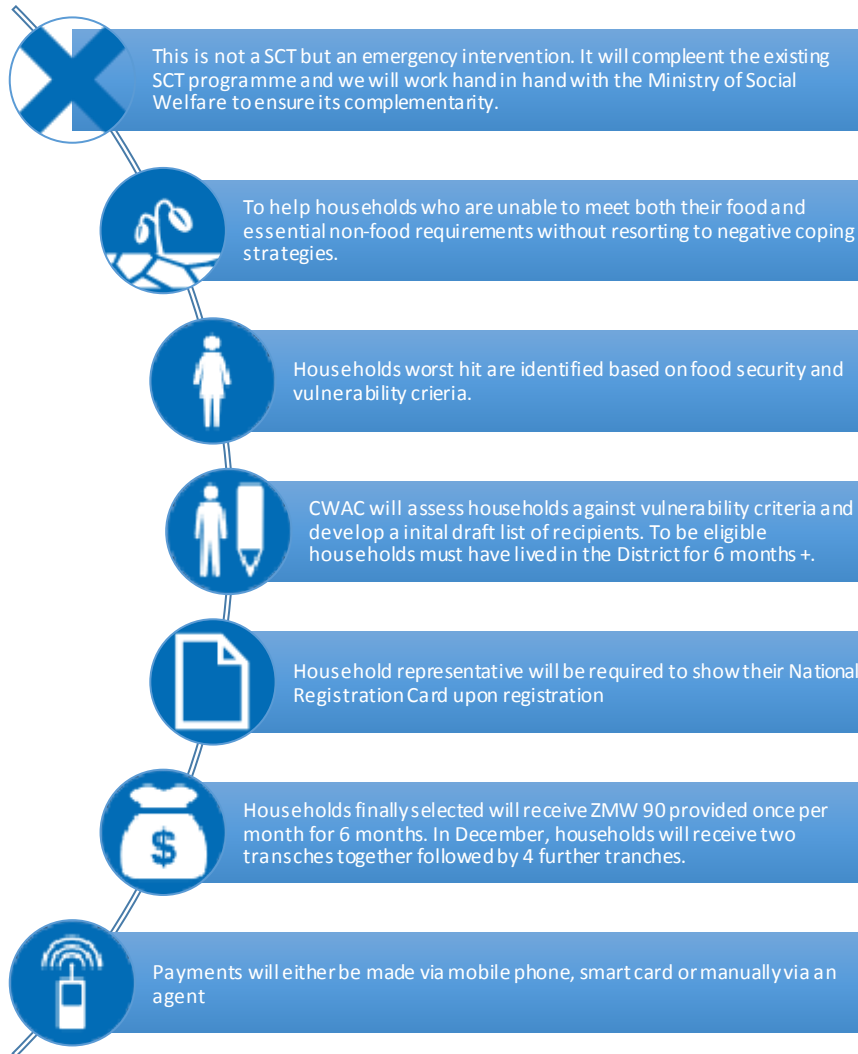 This is not a SCT but an emergency intervention. It will compleent the existing
SCT programme and we will work hand in hand with the Ministry of Social
Welfare to ensure its complementarity.
To help households who are unable to meet both their food and
essential non-food requirements without resorting to negative coping
strategies.
Households worst hit are identified based on food security and
vulnerability crieria.
CWAC will assess households against vulnerability criteria and
develop a inital draft list of recipients. To be eligible
households must have lived in the District for 6 months +.
Household representative will be required to show their National
Registration Card upon registration
$
Households finally selected will receive ZMW 90 provided once per
month for 6 months. In December, households will receive two
transches together followed by 4 further tranches.
Payments will either be made via mobile phone, smart card or manually via an
agent